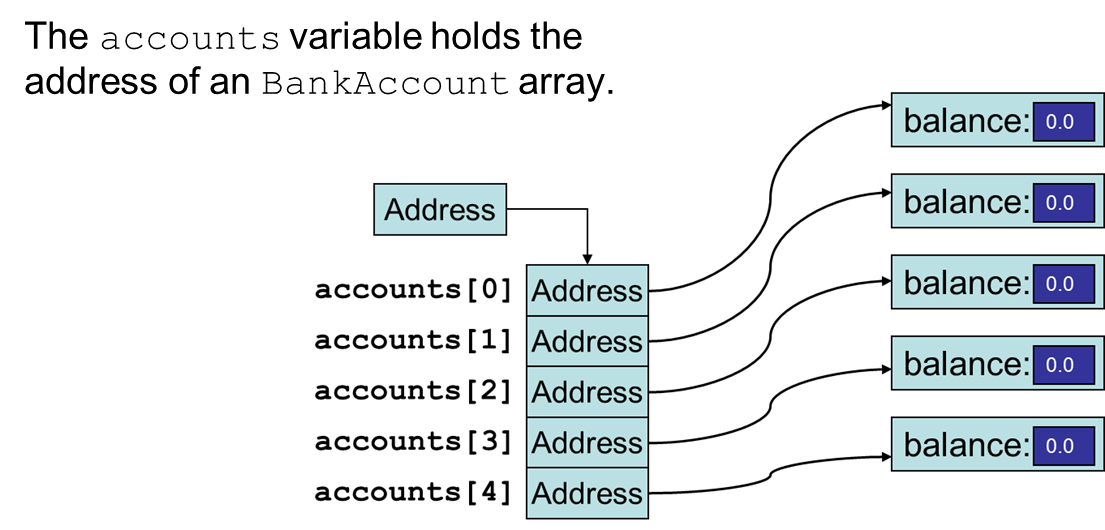 The accounts variable holds the
address of an BankAccount array.
balance: 0.0
balance: 0.0
Address
accounts[0] Address
balance: 0.0
accounts[1] Address
balance: 0.0
accounts[2] Address
accounts[3] Address
balance: 0.0
accounts[4] Address